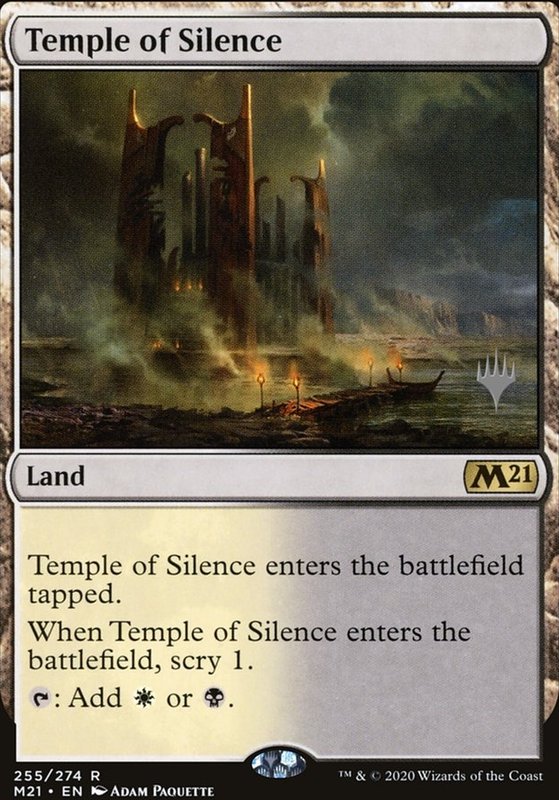 Temple of Silence
Land
M21
Temple of Silence enters the battlefield
tapped.
When Temple of Silence enters the
battlefield, scry 1.
: Add or .
255/274 R
M21 • EN Adam Paquette
™ & © 2020 Wizards of the Coast